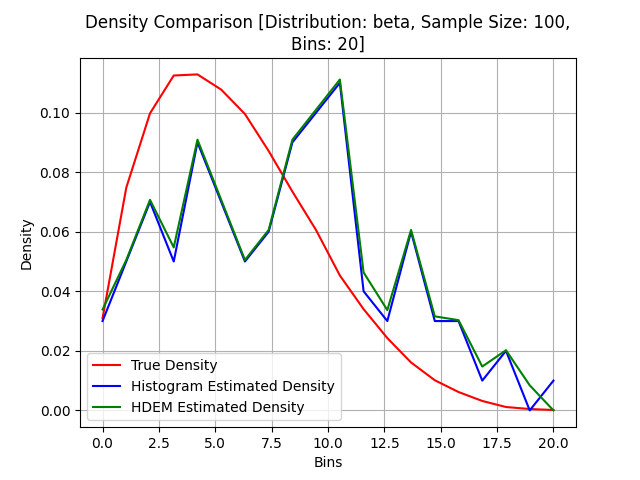 Density Comparison [Distribution: beta, Sample Size: 100,
Bins: 20]
Density
0.10
0.08
0.06
0.04
0.02
0.00
True Density
Histogram Estimated Density
HDEM Estimated Density
0.0 2.5 5.0 7.5 10.0 12.5 15.0 17.5 20.0
Bins